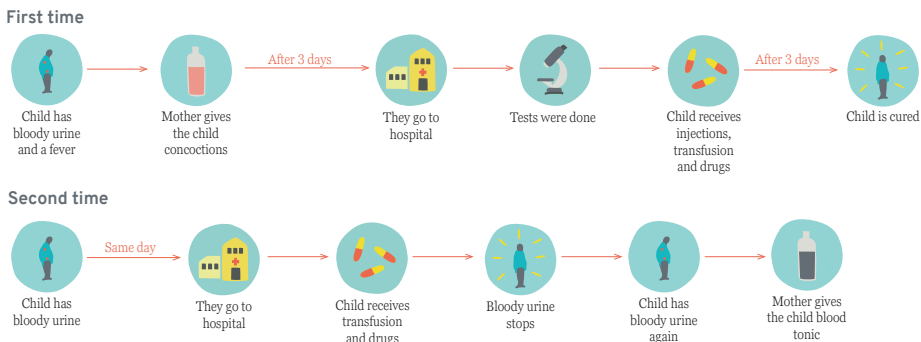 First time
After 3 days
After 3 days
Child has
bloody urine
and a fever
Mother gives
the child
concoctions
They go to
hospital
Tests were done
Child receives
injections,
transfusion
and drugs
Child is cured
Second time
Same day
Child has
bloody urine
They go to
hospital
Child receives
transfusion
and drugs
Bloody urine
stops
Child has
bloody urine
again
Mother gives
the child blood
tonic